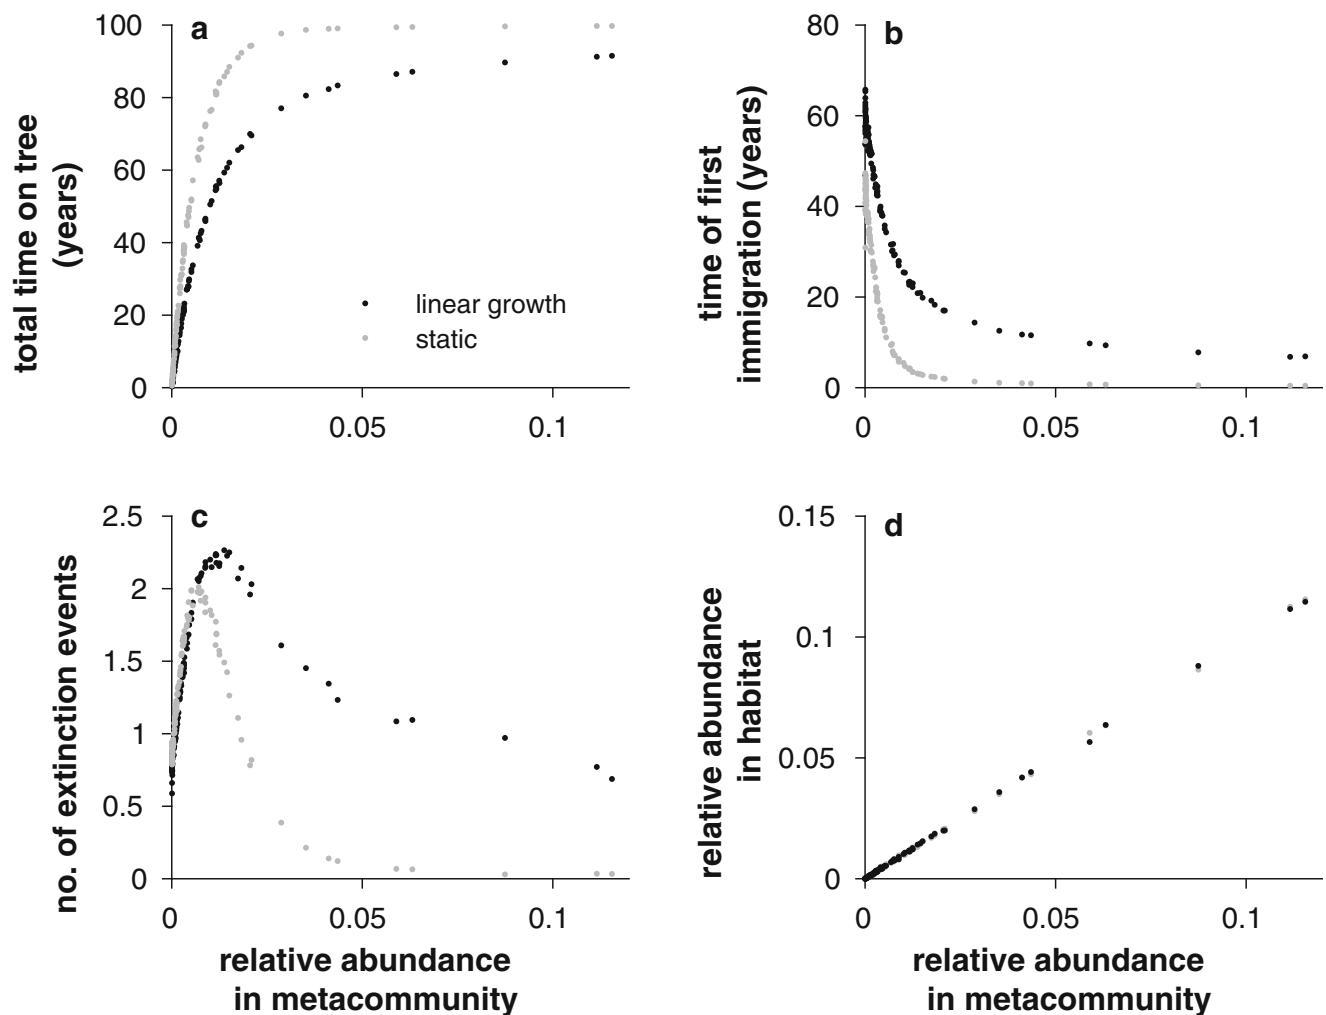 a
total time on tree
(years)
100
80
60
40
20
0
0
0.05
0.1
linear growth
static
b
time of first
immigration (years)
80
60
40
20
0
0
0.05
0.1
c
no. of extinction events
2.5
2
1.5
1
0.5
0
0
0.05
0.1
relative abundance
in metacommunity
d
relative abundance
in habitat
0.15
0.1
0.05
0
0
0.05
0.1
relative abundance
in metacommunity